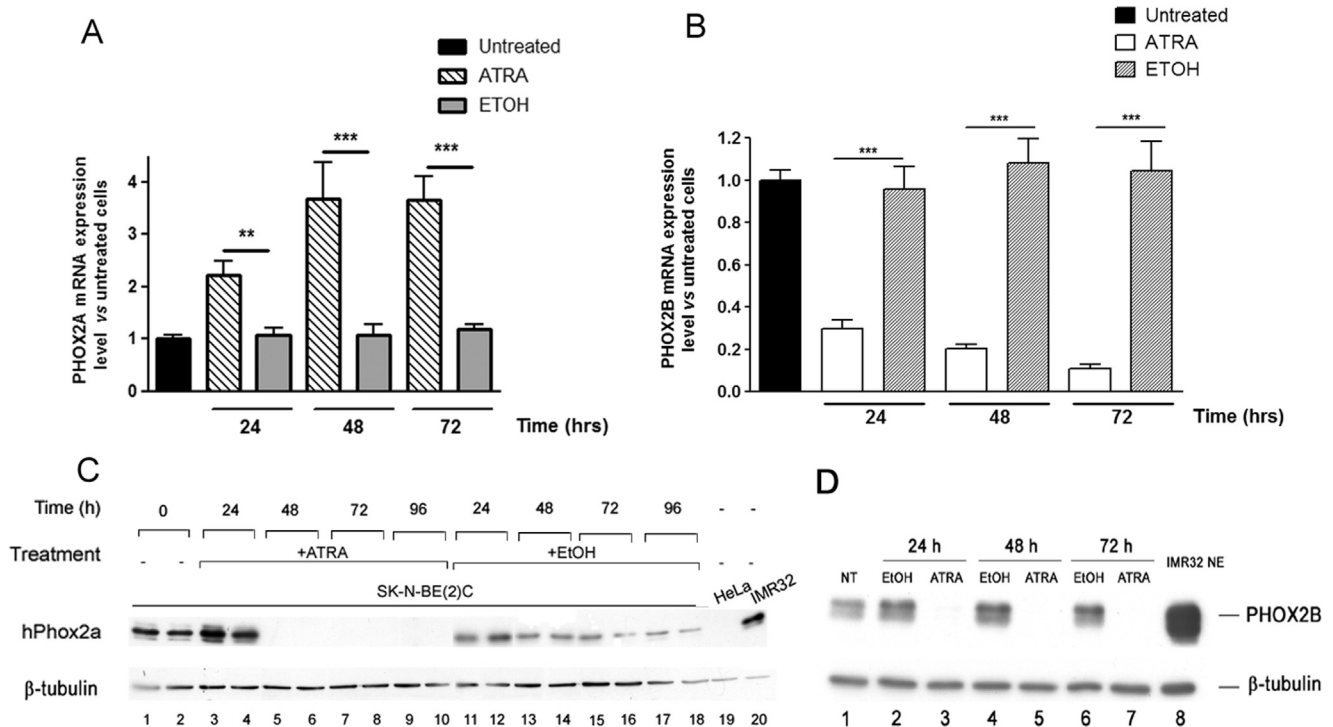 A
Untreated
ATRA
ETOH
PHOX2A mRNA expression
level vs untreated cells
4
3
2
1
0
** *** ***
24 48 72 Time (hrs)
B
Untreated
ATRA
ETOH
PHOX2B mRNA expression
level vs untreated cells
1.2
1.0
0.8
0.6
0.4
0.2
0.0
*** *** ***
24 48 72 Time (hrs)
C
Time (h) 0 24 48 72 96 24 48 72 96 - -
Treatment - - +ATRA +EtOH - -
SK-N-BE(2)C HeLa IMR32
hPhox2a
β-tubulin
1 2 3 4 5 6 7 8 9 10 11 12 13 14 15 16 17 18 19 20
D
24 h 48 h 72 h IMR32 NE
NT EtOH ATRA EtOH ATRA EtOH ATRA
PHOX2B
β-tubulin
1 2 3 4 5 6 7 8